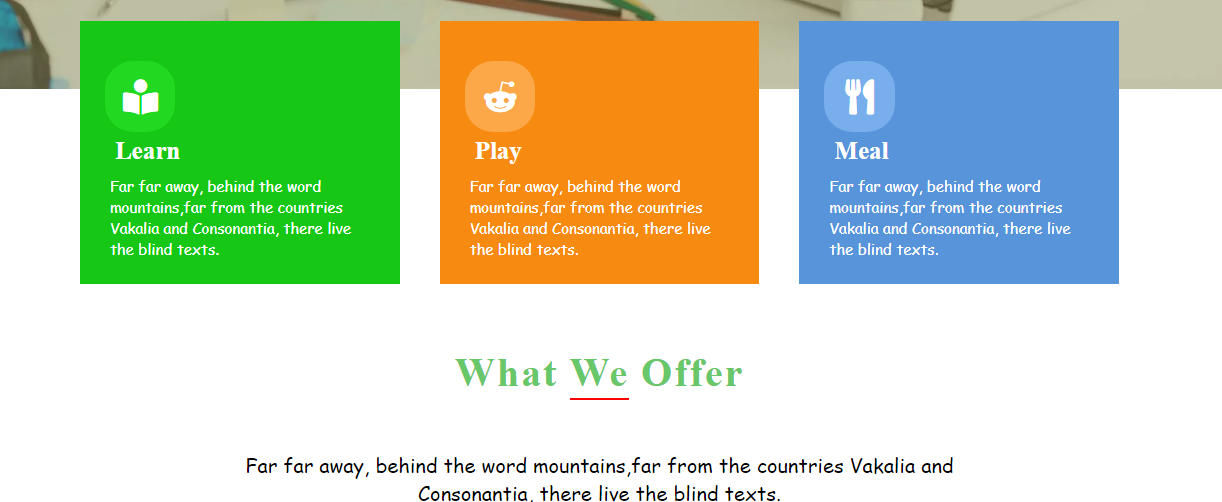 Learn
Far far away, behind the word
mountains,far from the countries
Vakalia and Consonantia, there live
the blind texts.
Play
Far far away, behind the word
mountains,far from the countries
Vakalia and Consonantia, there live
the blind texts.
Meal
Far far away, behind the word
mountains,far from the countries
Vakalia and Consonantia, there live
the blind texts.
What We Offer
Far far away, behind the word mountains,far from the countries Vakalia and
Consonantia, there live the blind texts.